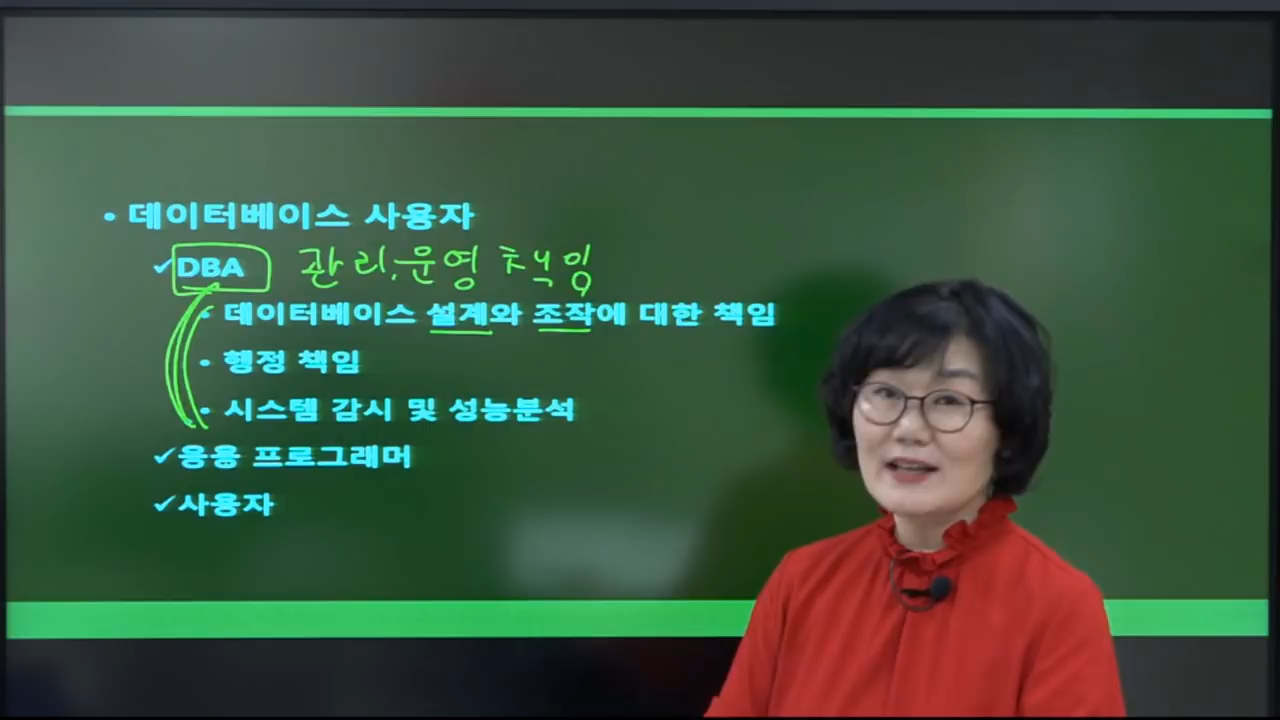 • 데이터베이스 사용자
✓DBA 관리.운영 책임
• 데이터베이스 설계와 조작에 대한 책임
• 행정 책임
• 시스템 감시 및 성능분석
✓응용 프로그래머
✓사용자